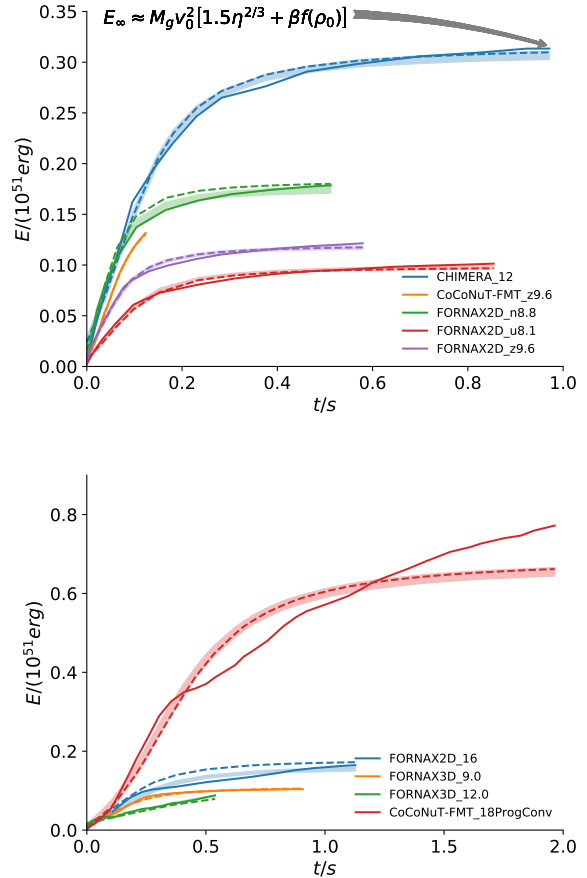 E∞ ≈ M_g v_0^2 [1.5η^{2/3} + βf(ρ_0)]
0.35
0.30
0.25
0.20
0.15
0.10
0.05
0.00
E/(10^{51}erg)
CHIMERA_12
CoCoNuT-FMT_z9.6
FORNAX2D_n8.8
FORNAX2D_u8.1
FORNAX2D_z9.6
0.0 0.2 0.4 0.6 0.8 1.0
t/s
0.8
0.6
0.4
0.2
0.0
E/(10^{51}erg)
FORNAX2D_16
FORNAX3D_9.0
FORNAX3D_12.0
CoCoNuT-FMT_18ProgConv
0.0 0.5 1.0 1.5 2.0
t/s